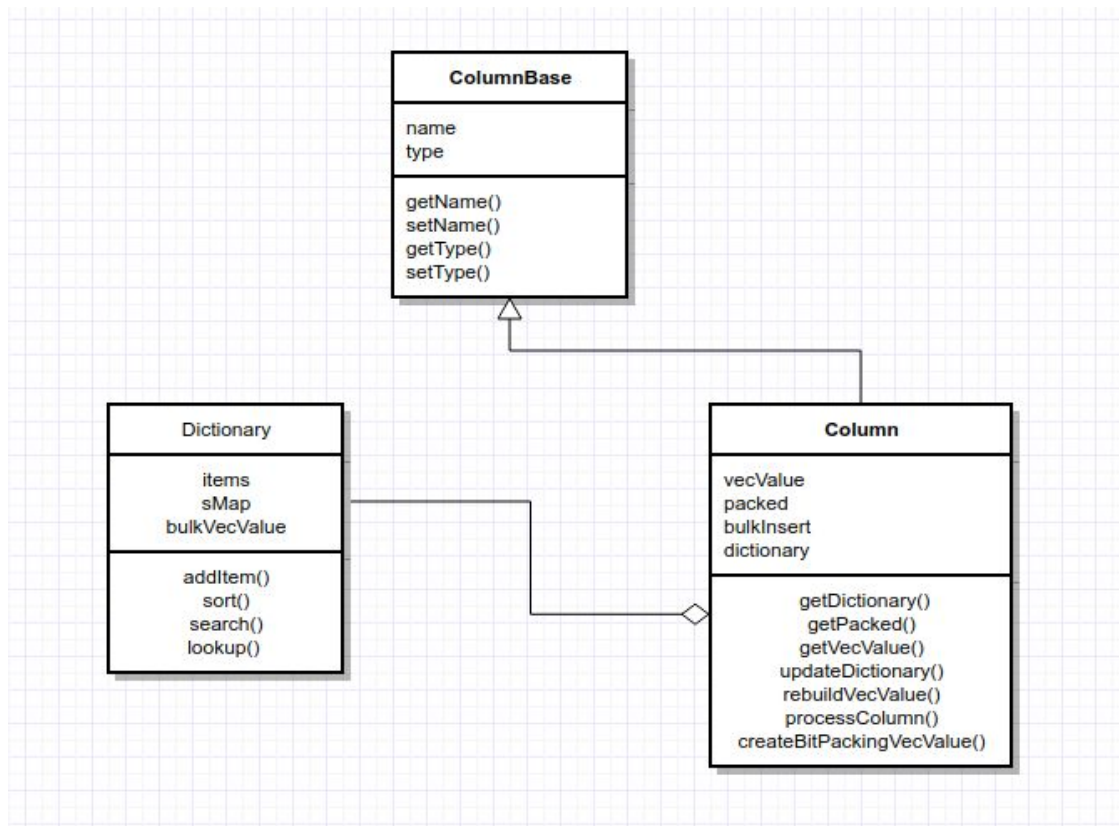 ColumnBase
name
type
getName()
setName()
getType()
setType()
Dictionary
items
sMap
bulkVecValue
addItem()
sort()
search()
lookup()
Column
vecValue
packed
bulkInsert
dictionary
getDictionary()
getPacked()
getVecValue()
updateDictionary()
rebuildVecValue()
processColumn()
createBitPackingVecValue()